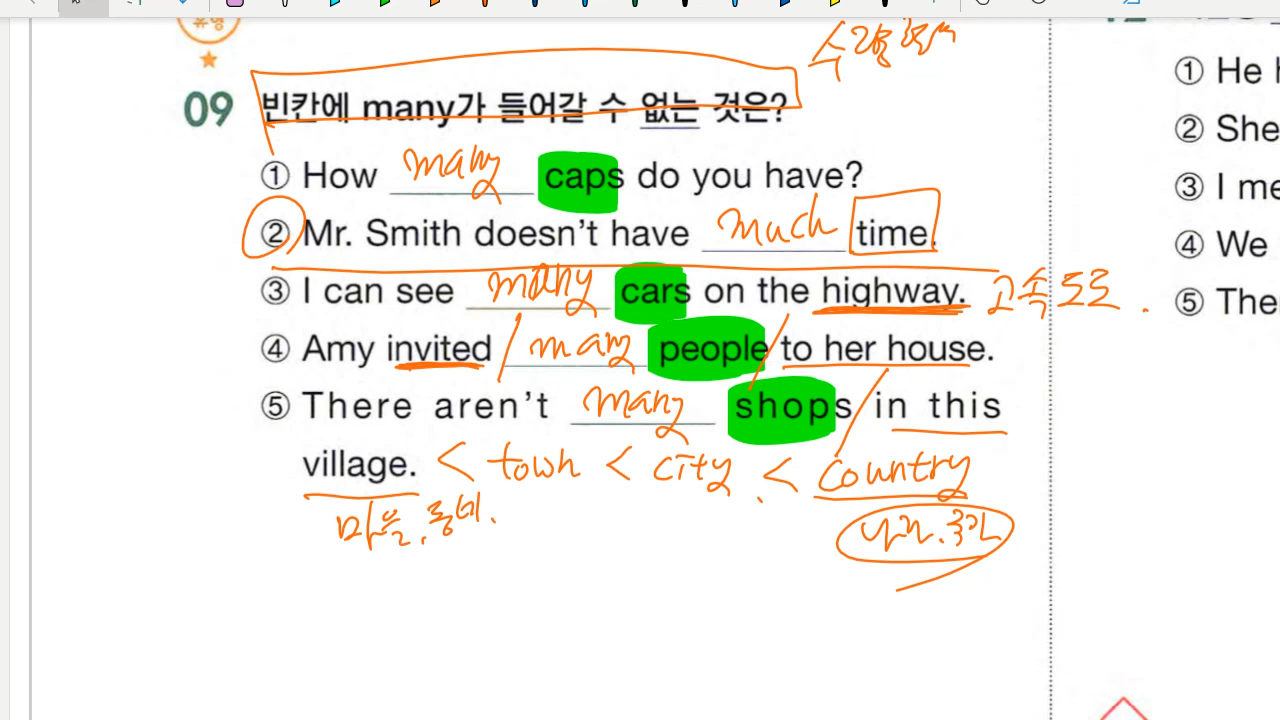 유형
수량형용사
09 빈칸에 many가 들어갈 수 없는 것은?
① How many caps do you have?
② Mr. Smith doesn't have much time.
③ I can see many cars on the highway. 고속도로.
④ Amy invited many people to her house.
⑤ There aren't many shops in this
village. < town < city. < country
마을, 동네.
나라. 국가
① He
② She
③ I me
④ We
⑤ The